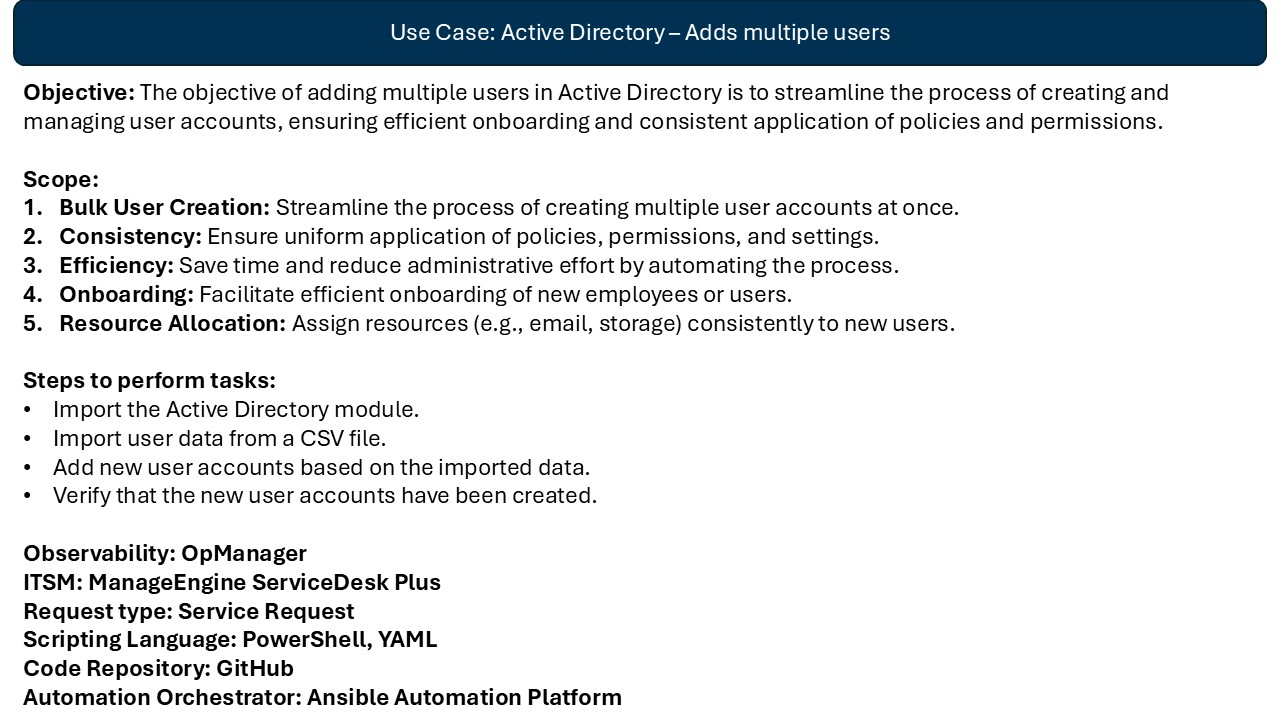 Use Case: Active Directory – Adds multiple users
Objective: The objective of adding multiple users in Active Directory is to streamline the process of creating and
managing user accounts, ensuring efficient onboarding and consistent application of policies and permissions.
Scope:
1. Bulk User Creation: Streamline the process of creating multiple user accounts at once.
2. Consistency: Ensure uniform application of policies, permissions, and settings.
3. Efficiency: Save time and reduce administrative effort by automating the process.
4. Onboarding: Facilitate efficient onboarding of new employees or users.
5. Resource Allocation: Assign resources (e.g., email, storage) consistently to new users.
Steps to perform tasks:
• Import the Active Directory module.
• Import user data from a CSV file.
• Add new user accounts based on the imported data.
• Verify that the new user accounts have been created.
Observability: OpManager
ITSM: ManageEngine ServiceDesk Plus
Request type: Service Request
Scripting Language: PowerShell, YAML
Code Repository: GitHub
Automation Orchestrator: Ansible Automation Platform